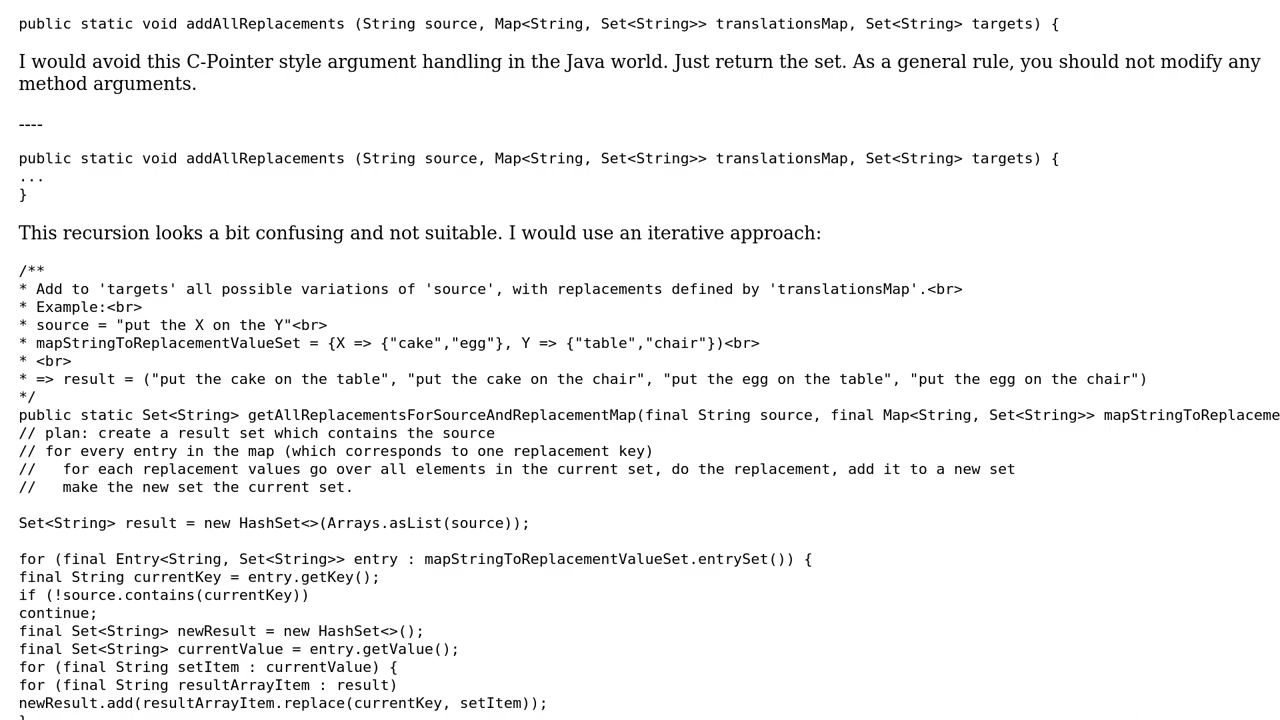 public static void addAllReplacements (String source, Map<String, Set<String>> translationsMap, Set<String> targets) {
I would avoid this C-Pointer style argument handling in the Java world. Just return the set. As a general rule, you should not modify any
method arguments.
----
public static void addAllReplacements (String source, Map<String, Set<String>> translationsMap, Set<String> targets) {
...
}
This recursion looks a bit confusing and not suitable. I would use an iterative approach:
/**
* Add to 'targets' all possible variations of 'source', with replacements defined by 'translationsMap'.<br>
* Example:<br>
* source = "put the X on the Y"<br>
* mapStringToReplacementValueSet = {X => {"cake","egg"}, Y => {"table","chair"})<br>
* <br>
* => result = ("put the cake on the table", "put the cake on the chair", "put the egg on the table", "put the egg on the chair")
*/
public static Set<String> getAllReplacementsForSourceAndReplacementMap(final String source, final Map<String, Set<String>> mapStringToReplaceme
// plan: create a result set which contains the source
// for every entry in the map (which corresponds to one replacement key)
//   for each replacement values go over all elements in the current set, do the replacement, add it to a new set
//   make the new set the current set.
Set<String> result = new HashSet<>(Arrays.asList(source));
for (final Entry<String, Set<String>> entry : mapStringToReplacementValueSet.entrySet()) {
final String currentKey = entry.getKey();
if (!source.contains(currentKey))
continue;
final Set<String> newResult = new HashSet<>();
final Set<String> currentValue = entry.getValue();
for (final String setItem : currentValue) {
for (final String resultArrayItem : result)
newResult.add(resultArrayItem.replace(currentKey, setItem));
}